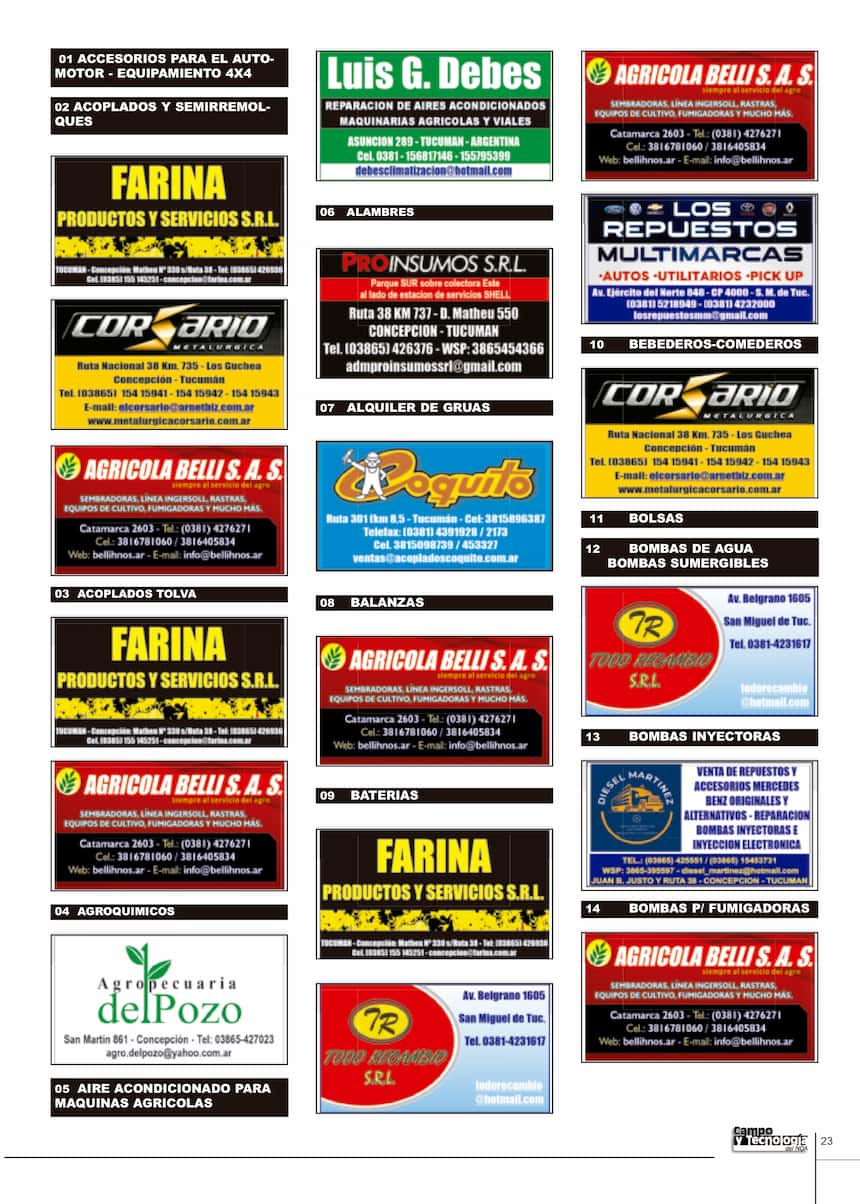 01 ACCESORIOS PARA EL AUTO-
MOTOR - EQUIPAMIENTO 4X4
02 ACOPLADOS Y SEMIRREMOL-
QUES
FARINA
PRODUCTOS Y SERVICIOS S.R.L.
TUCUMAN - Concepción: Matheu Nº 330 s/Ruta 38 - Tel: (03865) 426936
Cel. (0385) 155 145251 - concepcion@farina.com.ar
CORSARIO
METALURGICA
Ruta Nacional 38 Km. 735 - Los Guchea
Concepción - Tucumán
Tel. (03865) 154 15941 - 154 15942 - 154 15943
E-mail: elcorsario@arnetbiz.com.ar
www.metalurgicacorsario.com.ar
AGRICOLA BELLI S. A. S.
siempre al servicio del agro
SEMBRADORAS, LÍNEA INGERSOLL, RASTRAS,
EQUIPOS DE CULTIVO, FUMIGADORAS Y MUCHO MÁS.
Catamarca 2603 - Tel.: (0381) 4276271
Cel.: 3816781060 / 3816405834
Web: bellihnos.ar - E-mail: info@bellihnos.ar
03 ACOPLADOS TOLVA
FARINA
PRODUCTOS Y SERVICIOS S.R.L.
TUCUMAN - Concepción: Matheu Nº 330 s/Ruta 38 - Tel: (03865) 426936
Cel. (0385) 155 145251 - concepcion@farina.com.ar
AGRICOLA BELLI S. A. S.
siempre al servicio del agro
SEMBRADORAS, LÍNEA INGERSOLL, RASTRAS,
EQUIPOS DE CULTIVO, FUMIGADORAS Y MUCHO MÁS.
Catamarca 2603 - Tel.: (0381) 4276271
Cel.: 3816781060 / 3816405834
Web: bellihnos.ar - E-mail: info@bellihnos.ar
04 AGROQUIMICOS
Agropecuaria
delPozo
San Martín 861 - Concepción - Tel: 03865-427023
agro.delpozo@yahoo.com.ar
05 AIRE ACONDICIONADO PARA
MAQUINAS AGRICOLAS
Luis G. Debes
REPARACION DE AIRES ACONDICIONADOS
MAQUINARIAS AGRICOLAS Y VIALES
ASUNCION 289 - TUCUMAN - ARGENTINA
Cel. 0381 - 156817146 - 155795399
debesclimatizacion@hotmail.com
06 ALAMBRES
PROINSUMOS S.R.L.
Parque SUR sobre colectora Este
al lado de estacion de servicios SHELL
Ruta 38 KM 737 - D. Matheu 550
CONCEPCION - TUCUMAN
Tel. (03865) 426376 - WSP: 3865454366
admproinsumossrl@gmail.com
07 ALQUILER DE GRUAS
Coquito
Ruta 301 (km 8,5 - Tucumán - Cel: 3815896387
Telefax: (0381) 4391928 / 2173
Cel. 3815098739 / 453327
ventas@acopladoscoquito.com.ar
08 BALANZAS
AGRICOLA BELLI S. A. S.
siempre al servicio del agro
SEMBRADORAS, LÍNEA INGERSOLL, RASTRAS,
EQUIPOS DE CULTIVO, FUMIGADORAS Y MUCHO MÁS.
Catamarca 2603 - Tel.: (0381) 4276271
Cel.: 3816781060 / 3816405834
Web: bellihnos.ar - E-mail: info@bellihnos.ar
09 BATERIAS
FARINA
PRODUCTOS Y SERVICIOS S.R.L.
TUCUMAN - Concepción: Matheu Nº 330 s/Ruta 38 - Tel: (03865) 426936
Cel. (0385) 155 145251 - concepcion@farina.com.ar
TR
TODO RECAMBIO
S.R.L.
Av. Belgrano 1605
San Miguel de Tuc.
Tel. 0381-4231617
todorecambio
@hotmail.com
AGRICOLA BELLI S. A. S.
siempre al servicio del agro
SEMBRADORAS, LÍNEA INGERSOLL, RASTRAS,
EQUIPOS DE CULTIVO, FUMIGADORAS Y MUCHO MÁS.
Catamarca 2603 - Tel.: (0381) 4276271
Cel.: 3816781060 / 3816405834
Web: bellihnos.ar - E-mail: info@bellihnos.ar
LOS
REPUESTOS
MULTIMARCAS
•AUTOS •UTILITARIOS •PICK UP
Av. Ejército del Norte 848 - CP 4000 - S. M. de Tuc.
(0381) 5218949 - (0381) 4232000
losrepuestosmm@gmail.com
10 BEBEDEROS-COMEDEROS
CORSARIO
METALURGICA
Ruta Nacional 38 Km. 735 - Los Guchea
Concepción - Tucumán
Tel. (03865) 154 15941 - 154 15942 - 154 15943
E-mail: elcorsario@arnetbiz.com.ar
www.metalurgicacorsario.com.ar
11 BOLSAS
12 BOMBAS DE AGUA
BOMBAS SUMERGIBLES
TR
TODO RECAMBIO
S.R.L.
Av. Belgrano 1605
San Miguel de Tuc.
Tel. 0381-4231617
todorecambio
@hotmail.com
13 BOMBAS INYECTORAS
DIESEL MARTINEZ
VENTA DE REPUESTOS Y
ACCESORIOS MERCEDES
BENZ ORIGINALES Y
ALTERNATIVOS - REPARACION
BOMBAS INYECTORAS E
INYECCION ELECTRONICA
TEL.: (03865) 425551 / (03865) 15453731
WSP: 3865-395597 - diesel_martinez@hotmail.com
JUAN B. JUSTO Y RUTA 38 - CONCEPCION - TUCUMAN
14 BOMBAS P/ FUMIGADORAS
AGRICOLA BELLI S. A. S.
siempre al servicio del agro
SEMBRADORAS, LÍNEA INGERSOLL, RASTRAS,
EQUIPOS DE CULTIVO, FUMIGADORAS Y MUCHO MÁS.
Catamarca 2603 - Tel.: (0381) 4276271
Cel.: 3816781060 / 3816405834
Web: bellihnos.ar - E-mail: info@bellihnos.ar
Campo
y Tecnología
del NOA
23